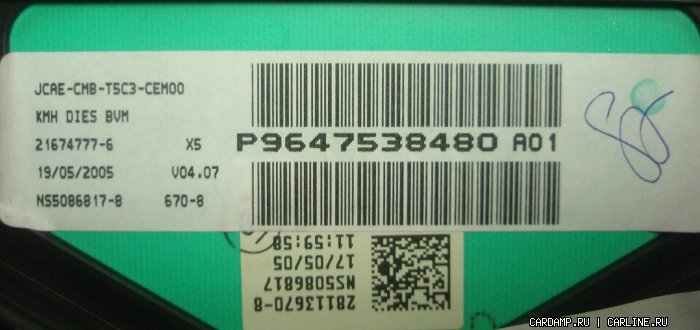 JCAE-CMB-T5C3-CEM00
KMH DIES BVM
21674777-6 X5
19/05/2005 V04.07
NS5086817-8 670-8
P9647538480 A01
28113670-8
NS5086817
17/05/05
11:59:58
CARDAMP.RU | CARLINE.RU